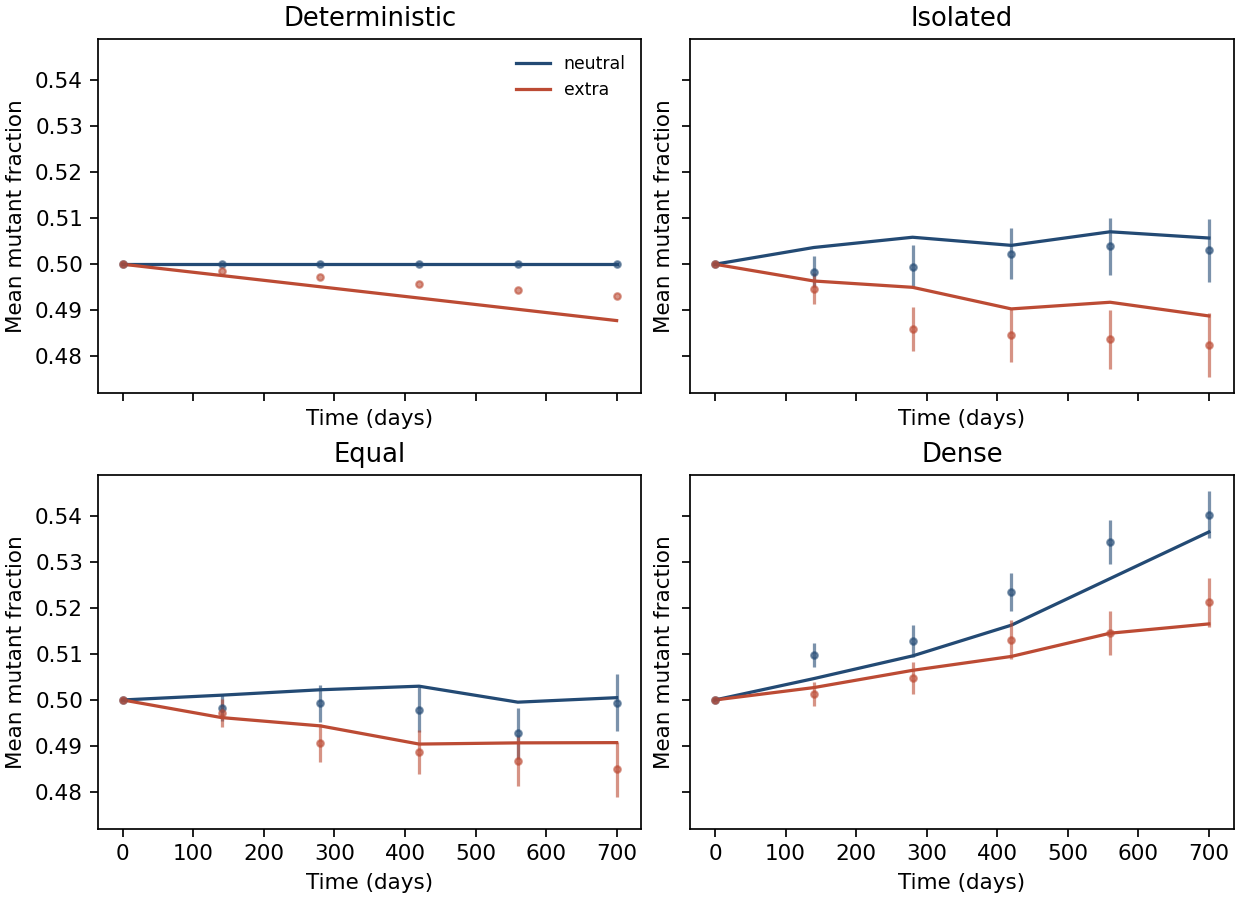 Deterministic
Mean mutant fraction
0.54
0.53
0.52
0.51
0.50
0.49
0.48
neutral
extra
Time (days)
Isolated
Mean mutant fraction
Time (days)
Equal
Mean mutant fraction
0.54
0.53
0.52
0.51
0.50
0.49
0.48
0 100 200 300 400 500 600 700
Time (days)
Dense
Mean mutant fraction
0 100 200 300 400 500 600 700
Time (days)